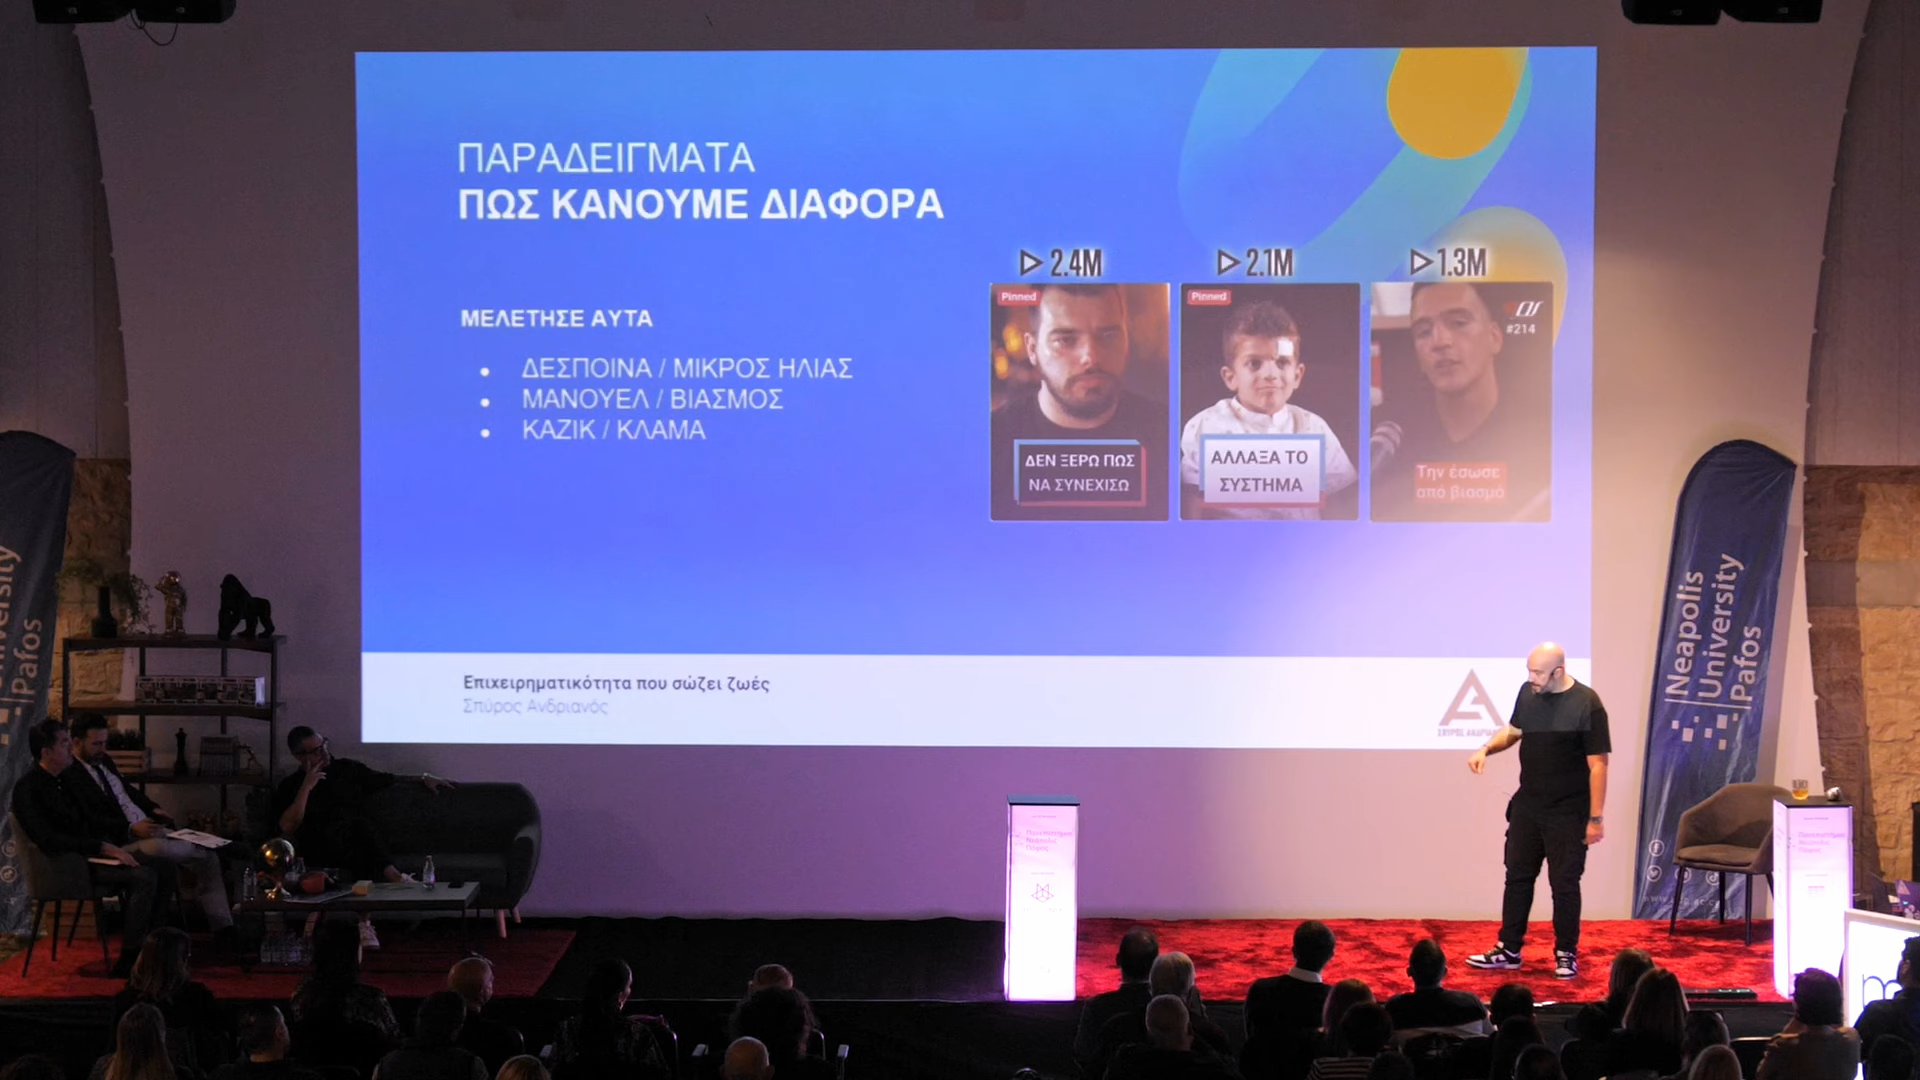 ΠΑΡΑΔΕΙΓΜΑΤΑ
ΠΩΣ ΚΑΝΟΥΜΕ ΔΙΑΦΟΡΑ
ΜΕΛΕΤΗΣΕ ΑΥΤΑ
• ΔΕΣΠΟΙΝΑ / ΜΙΚΡΟΣ ΗΛΙΑΣ
• ΜΑΝΟΥΕΛ / ΒΙΑΣΜΟΣ
• ΚΑΖΙΚ / ΚΛΑΜΑ
2.4M
Pinned
ΔΕΝ ΞΕΡΩ ΠΩΣ
ΝΑ ΣΥΝΕΧΙΣΩ
2.1M
Pinned
ΑΛΛΑΞΑ ΤΟ
ΣΥΣΤΗΜΑ
1.3M
#214
Την έσωσε
από βιασμό
Επιχειρηματικότητα που σώζει ζωές
Σπύρος Ανδριανός
Neapolis
University
Pafos
Pafos